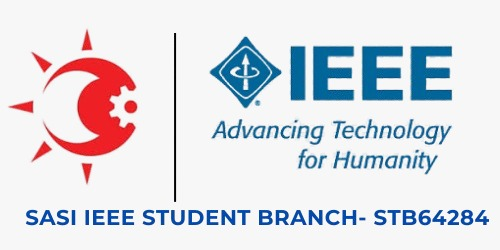 IEEE
Advancing Technology
for Humanity
SASI IEEE STUDENT BRANCH- STB64284